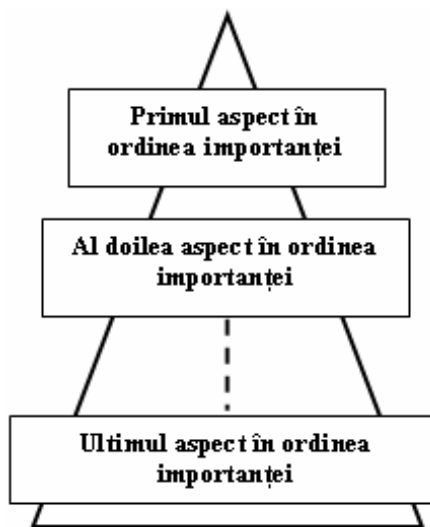 Primul aspect în
ordinea importanței
Al doilea aspect în ordinea
importanței
Ultimul aspect în ordinea
importanței